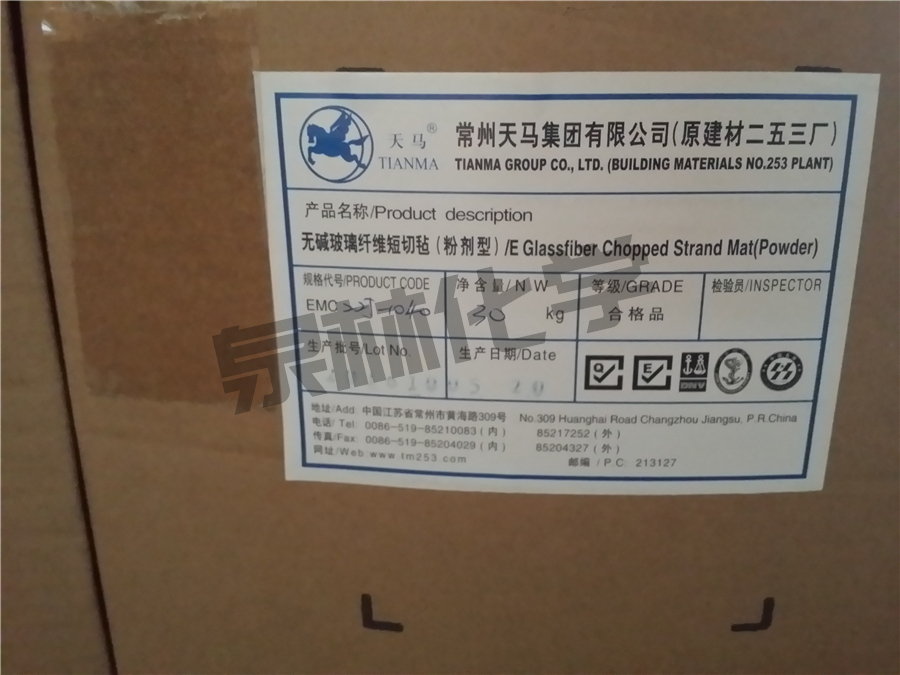 天马® TIANMA
常州天马集团有限公司(原建材二五三厂)
TIANMA GROUP CO., LTD. (BUILDING MATERIALS NO.253 PLANT)
产品名称/Product description
无碱玻璃纤维短切毡(粉剂型)/E Glassfiber Chopped Strand Mat(Powder)
规格代号/PRODUCT CODE 净含量/N W 等级/GRADE 检验员/INSPECTOR
EMC 30 kg 合格品
生产批号/Lot No. 生产日期/Date
地址/Add 中国江苏省常州市黄海路309号 No.309 Huanghai Road Changzhou Jiangsu, P.R.China
电话/ Tel: 0086-519-85210083(内) 85217252(外)
传真/Fax: 0086-519-85204029(内) 85204327(外)
网址/Web www.tm253.com 邮编/P C 213127
泉林化学